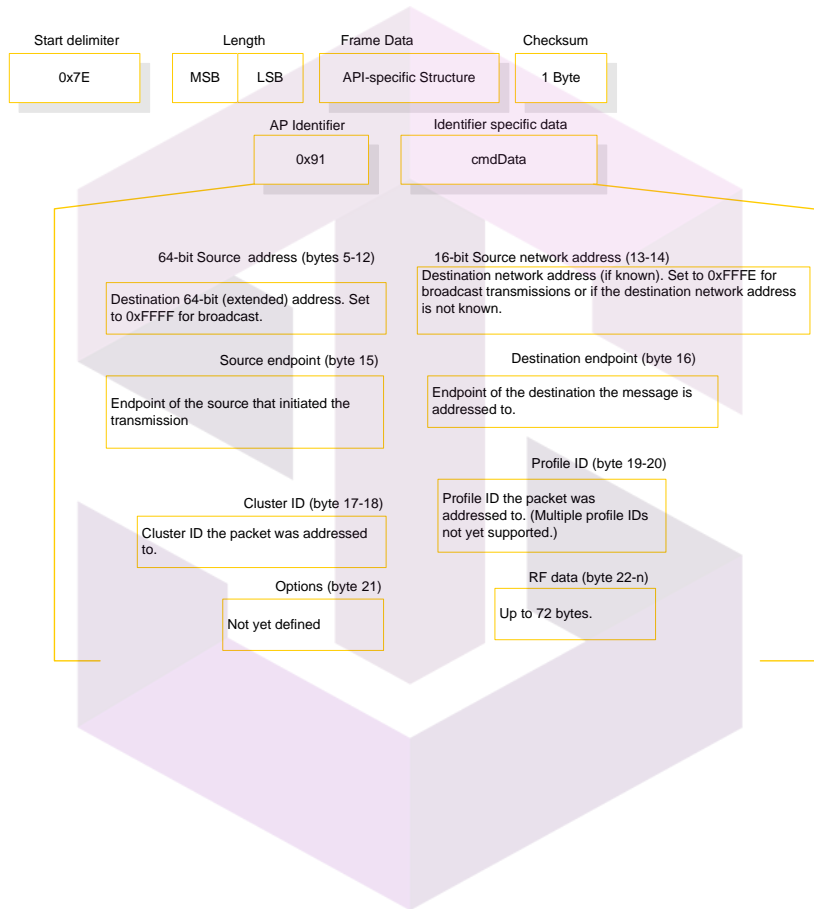 Start delimiter
Length
Frame Data
Checksum
0x7E
MSB
LSB
API-specific Structure
1 Byte
AP Identifier
Identifier specific data
0x91
cmdData
64-bit Source address (bytes 5-12)
16-bit Source network address (13-14)
Destination 64-bit (extended) address. Set
to 0xFFFF for broadcast.
Destination network address (if known). Set to 0xFFFE for
broadcast transmissions or if the destination network address
is not known.
Source endpoint (byte 15)
Destination endpoint (byte 16)
Endpoint of the source that initiated the
transmission
Endpoint of the destination the message is
addressed to.
Cluster ID (byte 17-18)
Profile ID (byte 19-20)
Cluster ID the packet was addressed
to.
Profile ID the packet was
addressed to. (Multiple profile IDs
not yet supported.)
Options (byte 21)
RF data (byte 22-n)
Not yet defined
Up to 72 bytes.